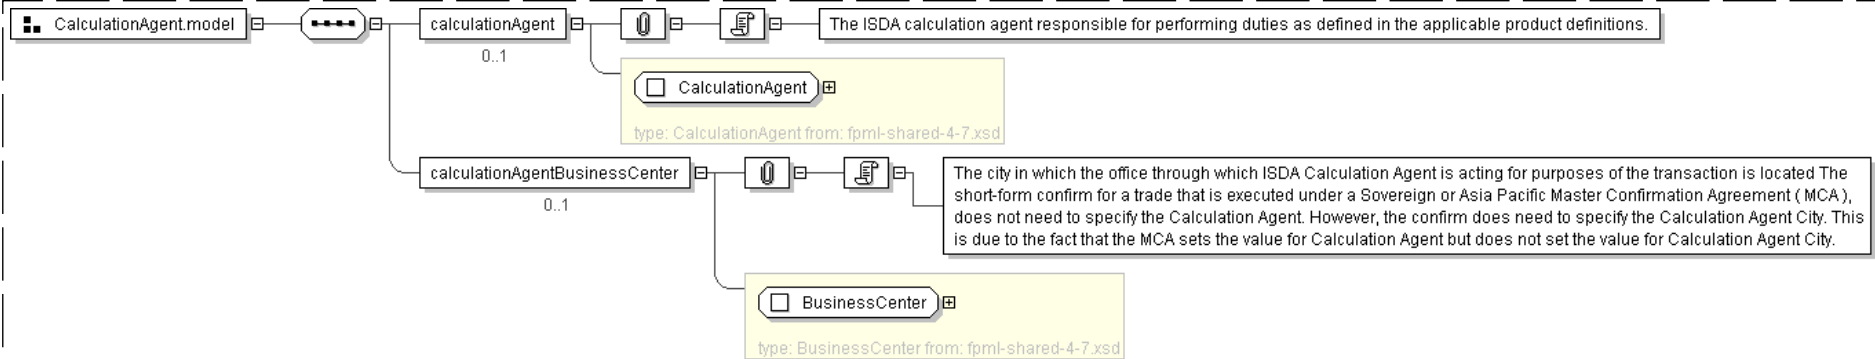 CalculationAgent.model
calculationAgent
0..1
The ISDA calculation agent responsible for performing duties as defined in the applicable product definitions.
CalculationAgent
type: CalculationAgent from: fpml-shared-4-7.xsd
calculationAgentBusinessCenter
0..1
The city in which the office through which ISDA Calculation Agent is acting for purposes of the transaction is located The
short-form confirm for a trade that is executed under a Sovereign or Asia Pacific Master Confirmation Agreement ( MCA ),
does not need to specify the Calculation Agent. However, the confirm does need to specify the Calculation Agent City. This
is due to the fact that the MCA sets the value for Calculation Agent but does not set the value for Calculation Agent City.
BusinessCenter
type: BusinessCenter from: fpml-shared-4-7.xsd